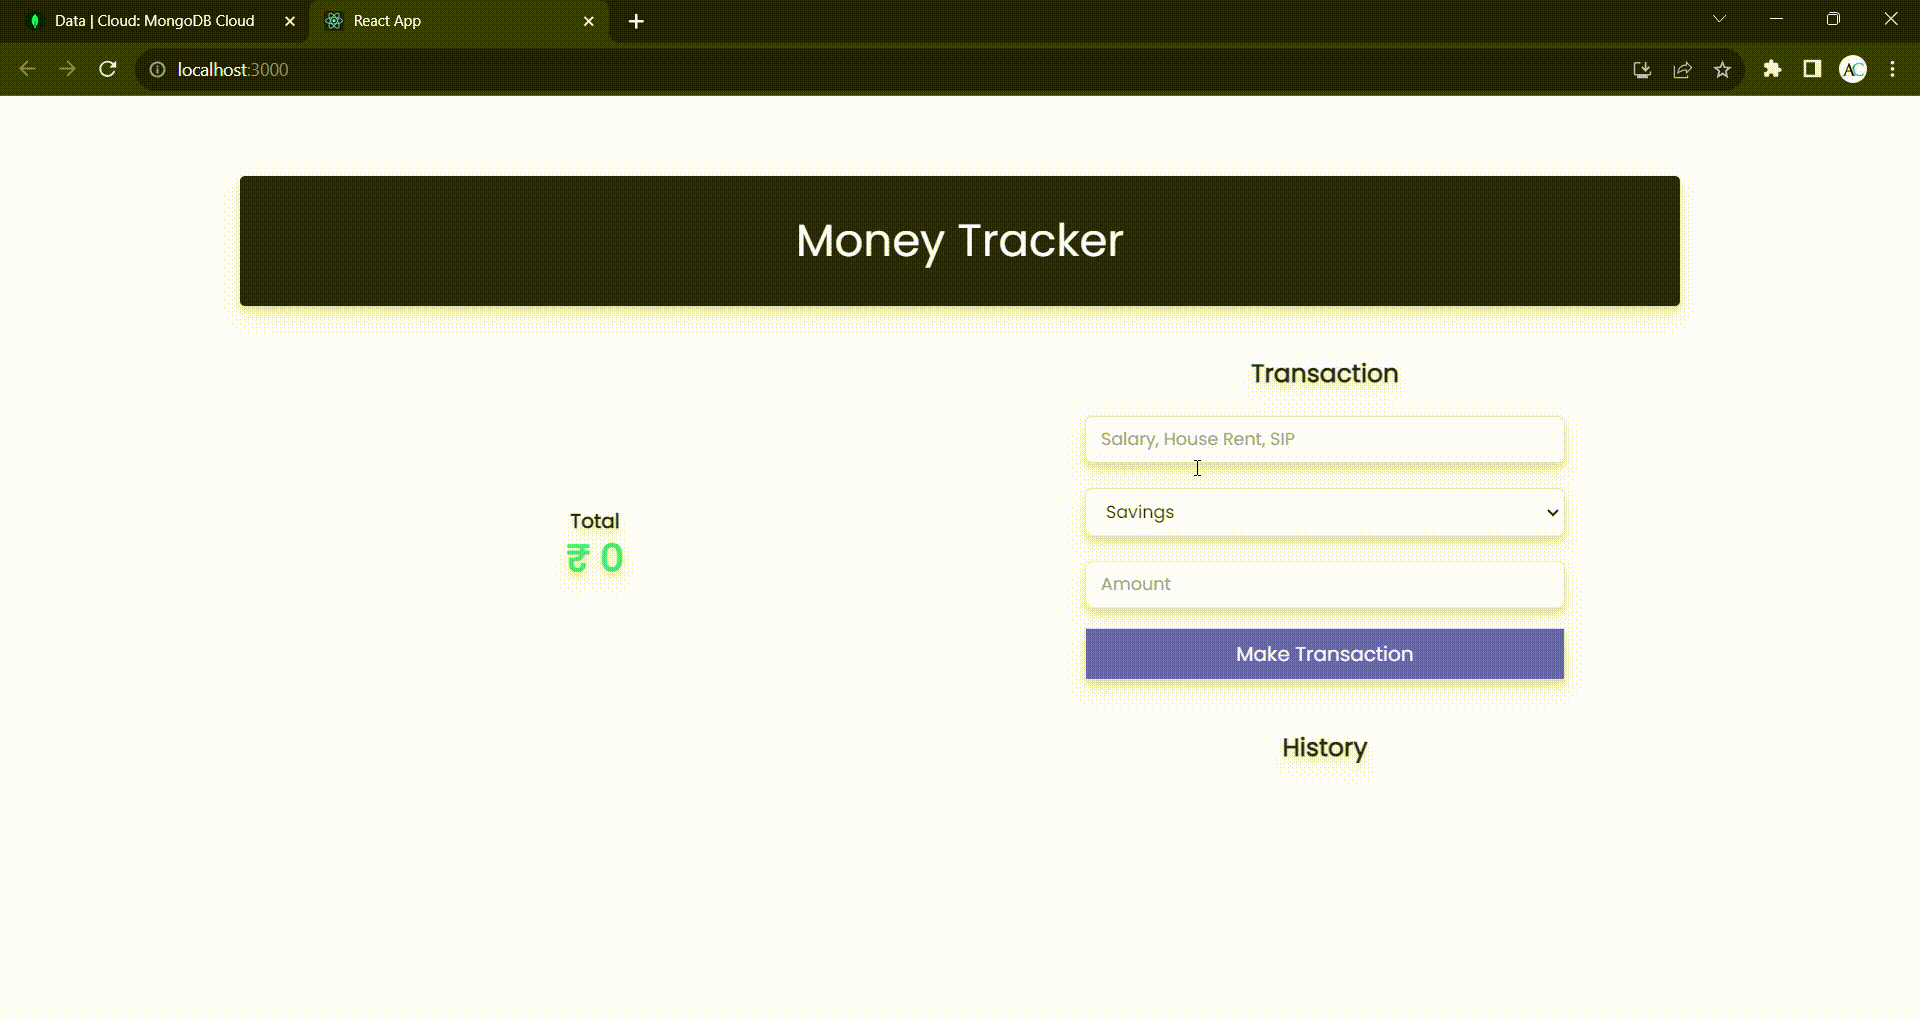 Data | Cloud: MongoDB Cloud
React App
localhost:3000
AC
Money Tracker
Transaction
Salary, House Rent, SIP
Savings
Total
₹ 0
Amount
Make Transaction
History